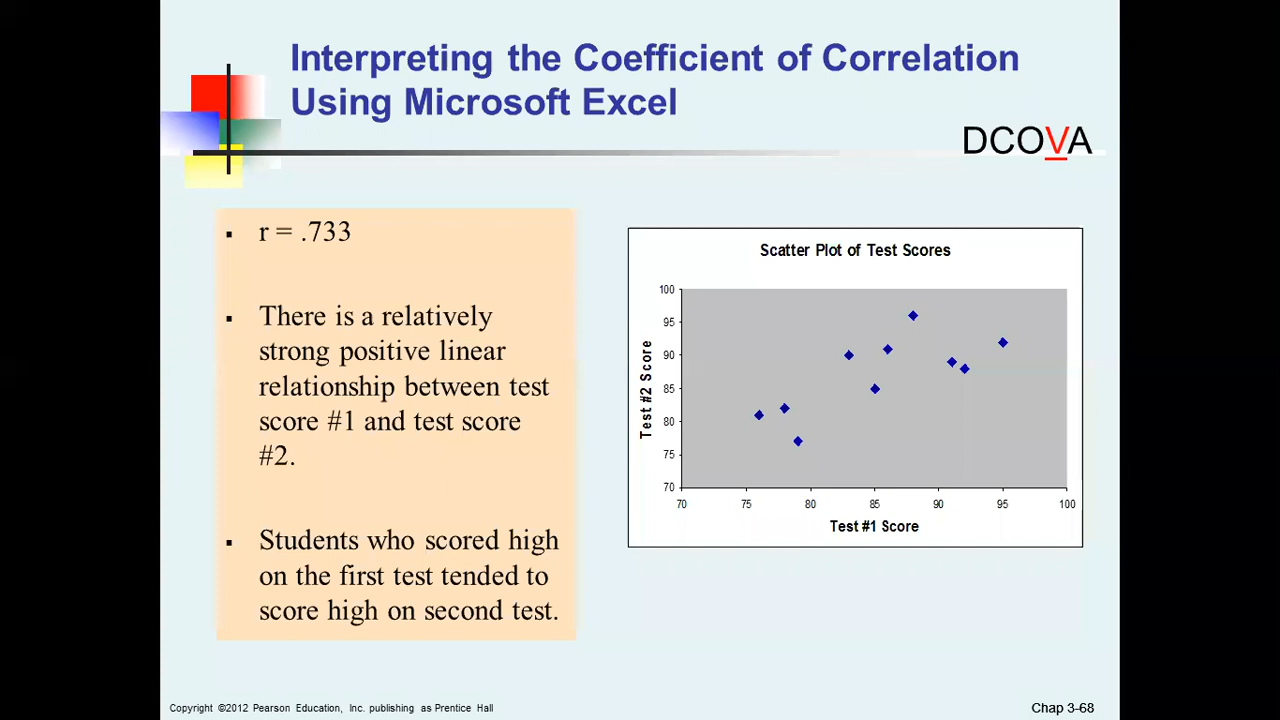 Interpreting the Coefficient of Correlation
Using Microsoft Excel
DCOVA
▪ r = .733
▪ There is a relatively
strong positive linear
relationship between test
score #1 and test score
#2.
▪ Students who scored high
on the first test tended to
score high on second test.
Scatter Plot of Test Scores
Test #2 Score
100
95
90
85
80
75
70
70 75 80 85 90 95 100
Test #1 Score
Copyright ©2012 Pearson Education, Inc. publishing as Prentice Hall
Chap 3-68